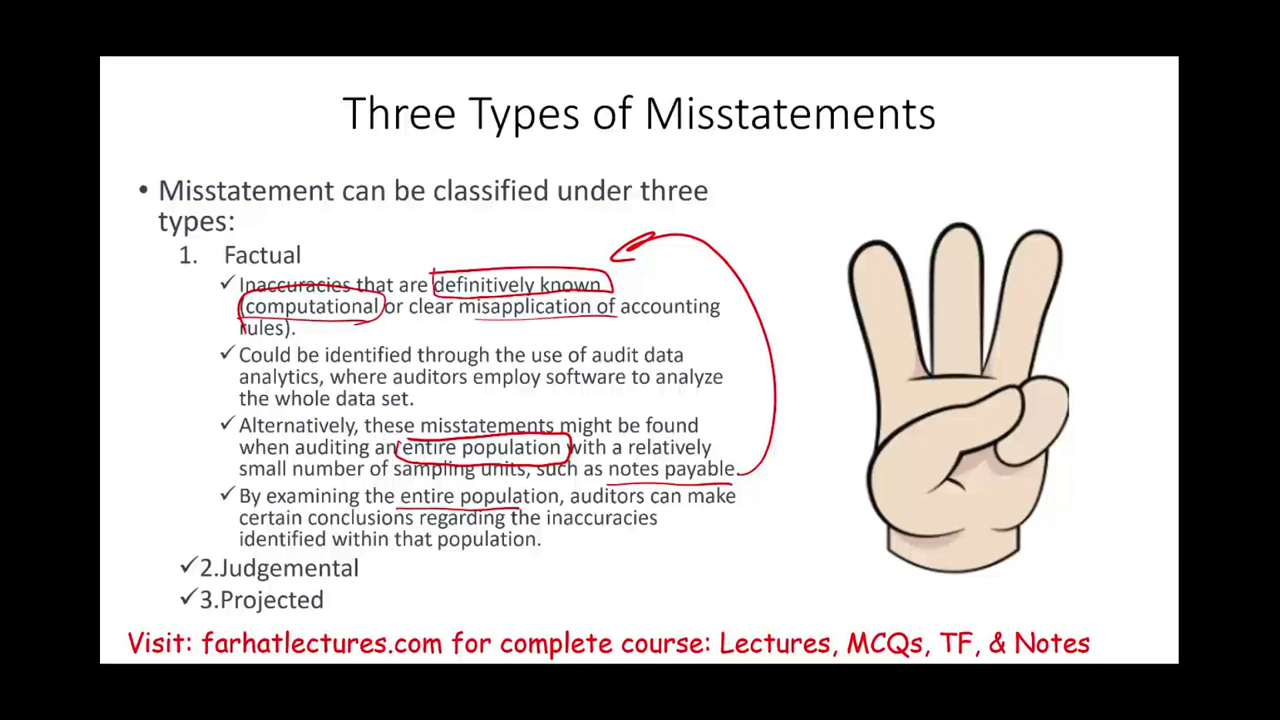 Three Types of Misstatements
• Misstatement can be classified under three
types:
1. Factual
✓Inaccuracies that are definitively known
(computational or clear misapplication of accounting
rules).
✓Could be identified through the use of audit data
analytics, where auditors employ software to analyze
the whole data set.
✓Alternatively, these misstatements might be found
when auditing an entire population with a relatively
small number of sampling units, such as notes payable.
✓By examining the entire population, auditors can make
certain conclusions regarding the inaccuracies
identified within that population.
✓2.Judgemental
✓3.Projected
Visit: farhatlectures.com for complete course: Lectures, MCQs, TF, & Notes